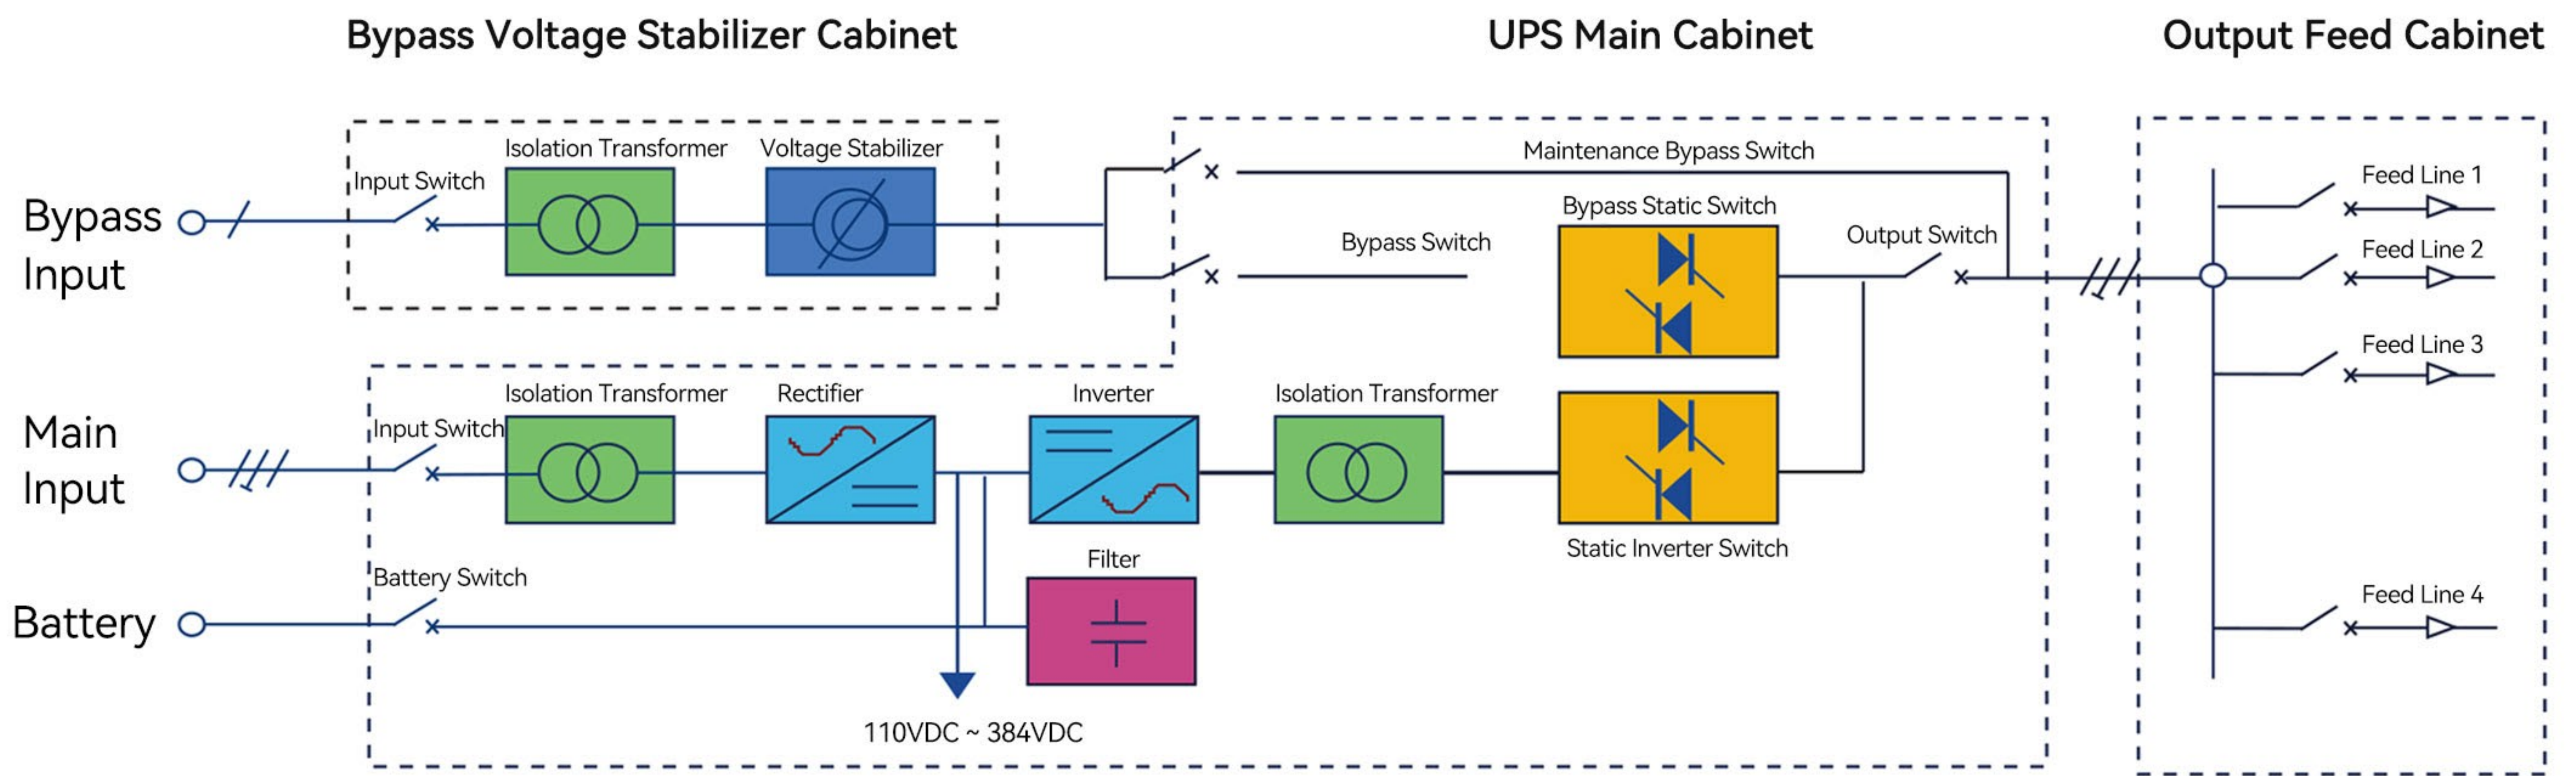 Bypass Voltage Stabilizer Cabinet
UPS Main Cabinet
Output Feed Cabinet
Isolation Transformer
Voltage Stabilizer
Input Switch
Bypass
Input
Maintenance Bypass Switch
Bypass Static Switch
Bypass Switch
Output Switch
Feed Line 1
Feed Line 2
Feed Line 3
Feed Line 4
Isolation Transformer
Rectifier
Inverter
Isolation Transformer
Input Switch
Main
Input
Static Inverter Switch
Filter
Battery Switch
Battery
110VDC ~ 384VDC